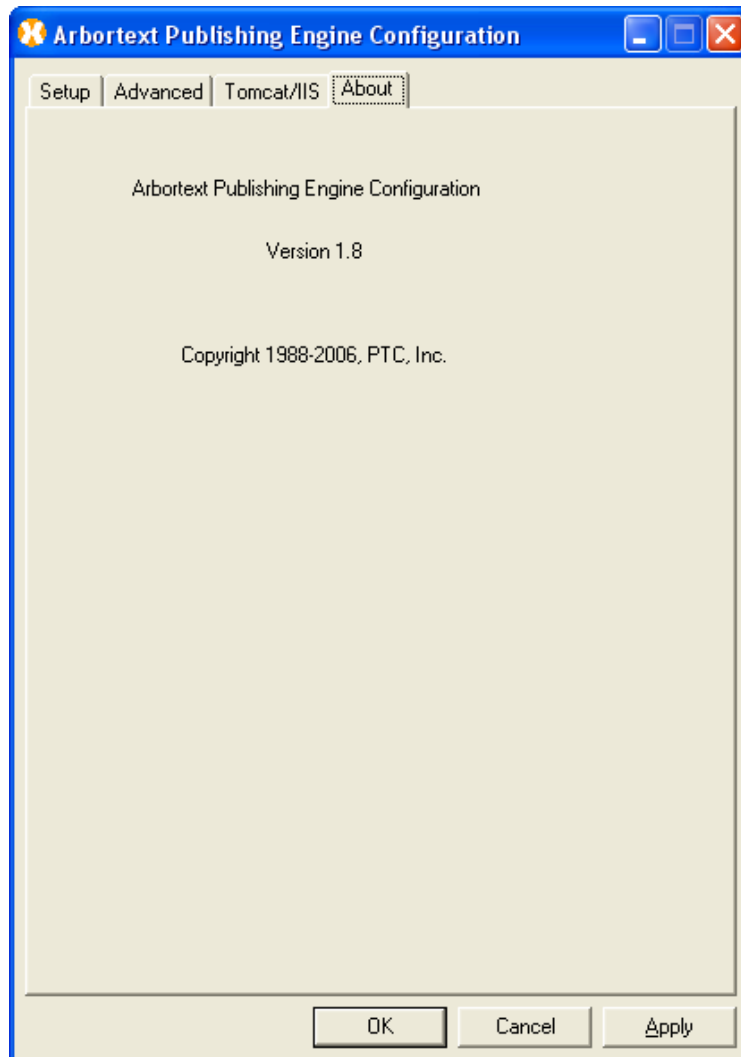 Arbortext Publishing Engine Configuration
Setup Advanced Tomcat/IIS About
Arbortext Publishing Engine Configuration
Version 1.8
Copyright 1988-2006, PTC, Inc.
OK Cancel Apply